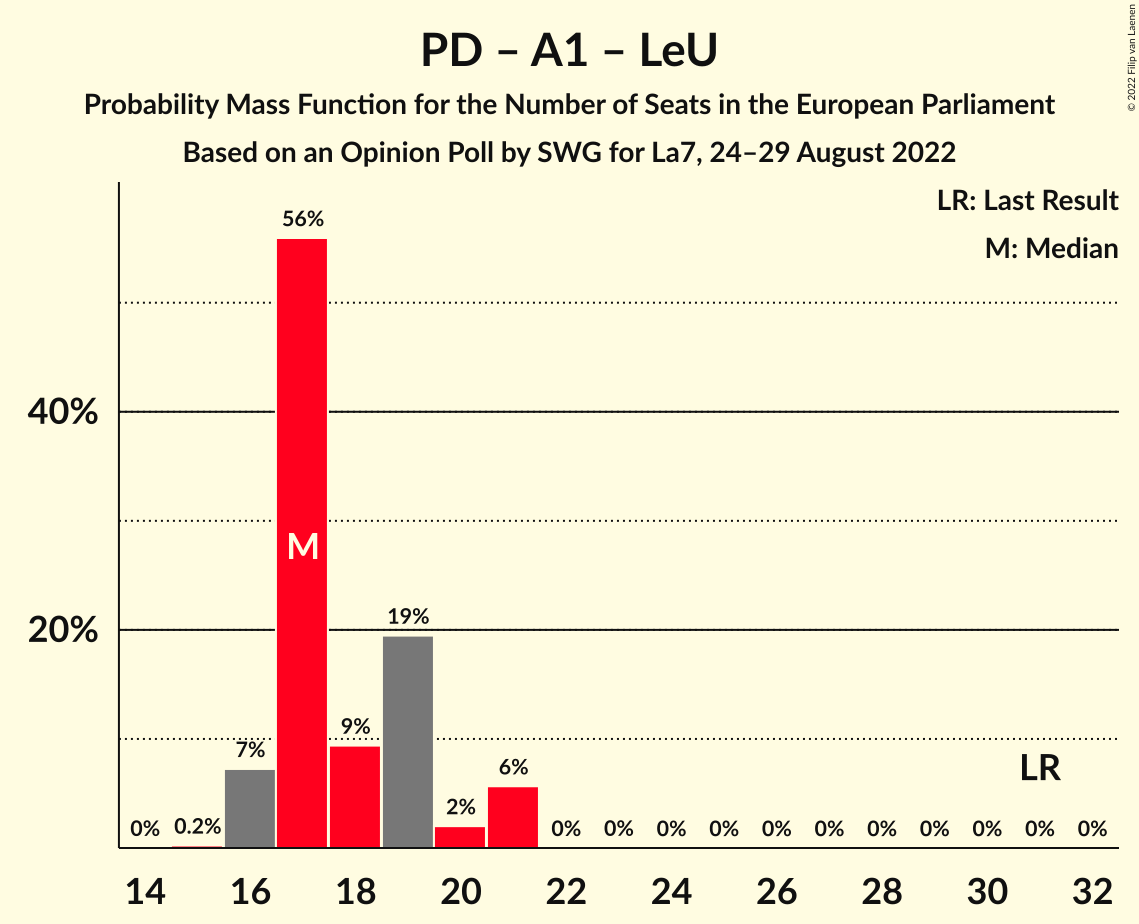 PD – A1 – LeU
Probability Mass Function for the Number of Seats in the European Parliament
Based on an Opinion Poll by SWG for La7, 24–29 August 2022
© 2022 Filip van Laenen
LR: Last Result
M: Median
56%
40%
M
20%
19%
9%
7%
6%
LR
2%
0% 0.2% 0% 0% 0% 0% 0% 0% 0% 0% 0% 0% 0%
14 16 18 20 22 24 26 28 30 32